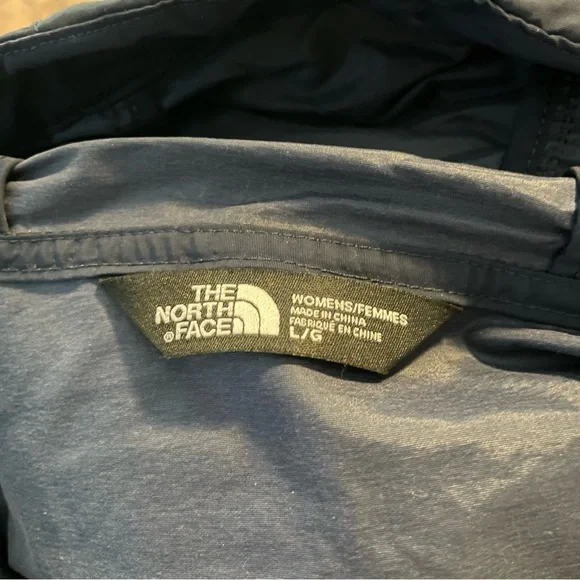 THE
NORTH
FACE
®
WOMENS/FEMMES
MADE IN CHINA
FABRIQUÉ EN CHINE
L/G